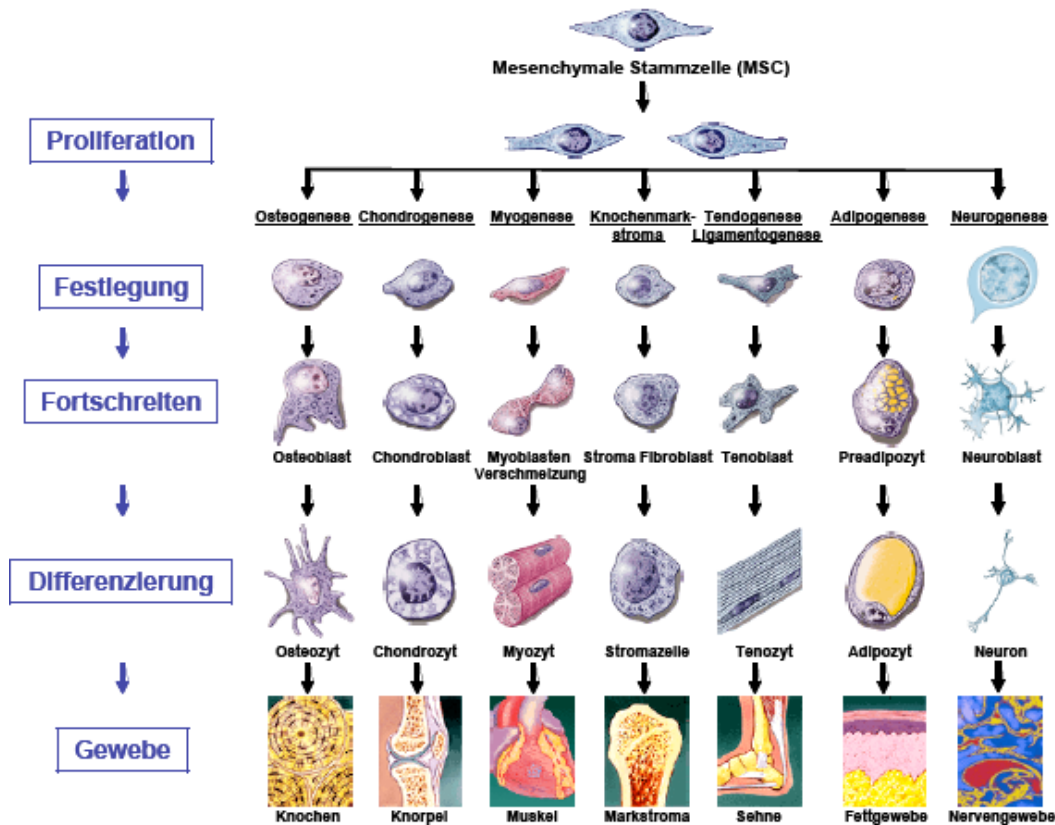 Mesenchymale Stammzelle (MSC)
Proliferation
Osteogenese Chondrogenese Myogenese Knochenmark- Tendogenese Adipogenese Neurogenese
stroma Ligamentogenese
Festlegung
Fortschreiten
Osteoblast Chondroblast Myoblasten Stroma Fibroblast Tenoblast Preadipozyt Neuroblast
Verschmelzung
Differenzierung
Osteozyt Chondrozyt Myozyt Stromazelle Tenozyt Adipozyt Neuron
Gewebe
Knochen Knorpel Muskel Markstroma Sehne Fettgewebe Nervengewebe